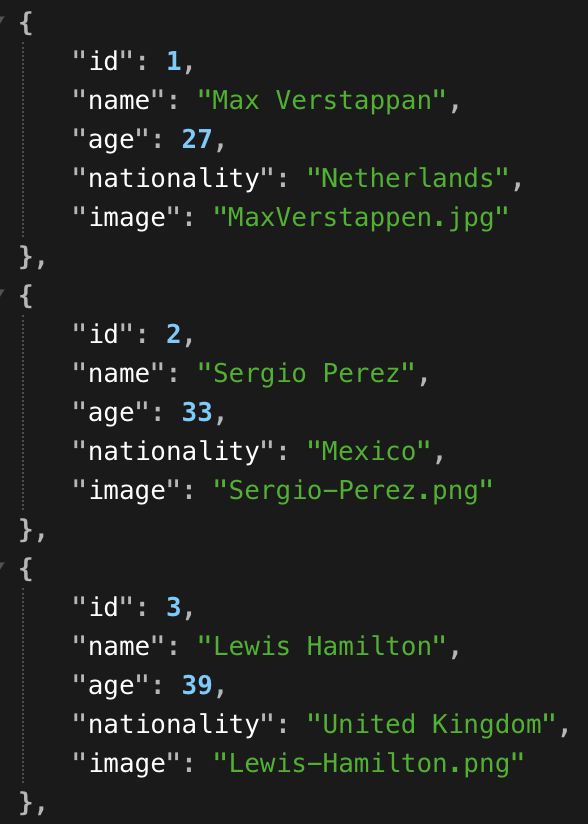 {
"id": 1,
"name": "Max Verstappan",
"age": 27,
"nationality": "Netherlands",
"image": "MaxVerstappen.jpg"
},
{
"id": 2,
"name": "Sergio Perez",
"age": 33,
"nationality": "Mexico",
"image": "Sergio-Perez.png"
},
{
"id": 3,
"name": "Lewis Hamilton",
"age": 39,
"nationality": "United Kingdom",
"image": "Lewis-Hamilton.png"
},